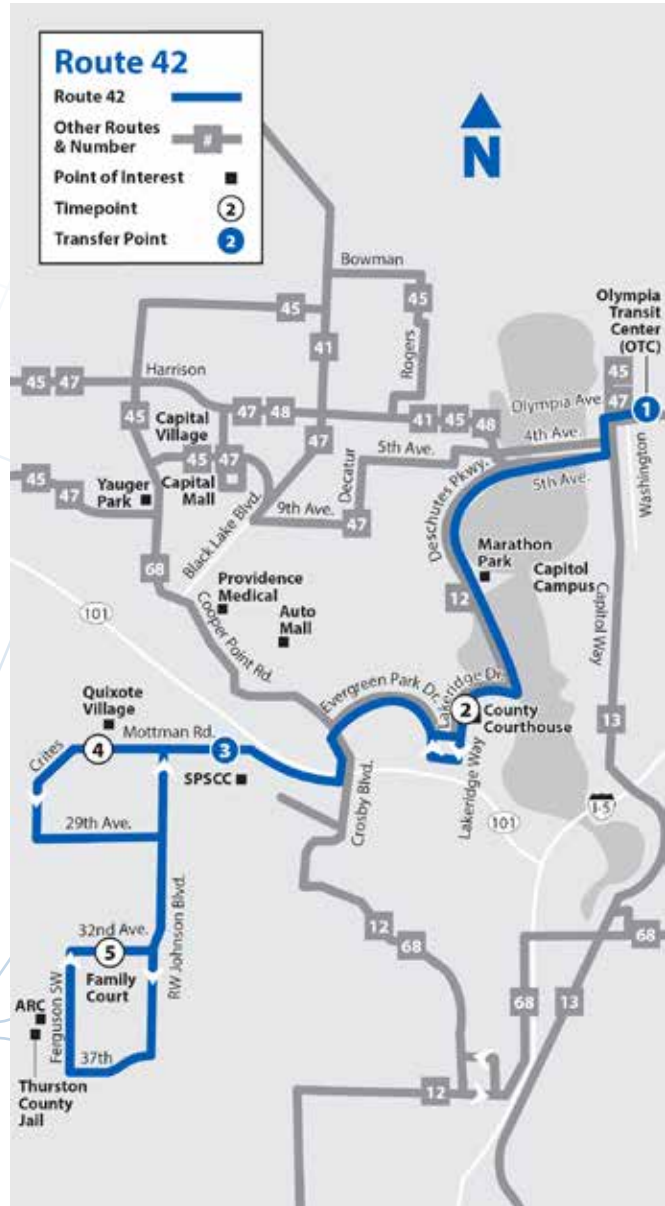 Route 42
Route 42
Other Routes
& Number
#
Point of Interest
Timepoint
2
Transfer Point
2
N
Bowman
45
45
Rogers
41
Olympia
Transit
Center
(OTC)
45
Harrison
45
47
47
Olympia Ave.
1
45
Capital
Village
47
48
41
45
48
4th Ave.
47
5th Ave.
45
47
Capital
Mall
Decatur
5th Ave.
Washington
45
47
Yauger
Park
Black Lake Blvd.
9th Ave.
47
Deschutes Pkwy.
68
Marathon
Park
Capitol
Campus
Providence
Medical
12
Capitol Way
101
Cooper Point Rd.
Auto
Mall
Quixote
Village
Evergreen Park Dr.
Lakeridge Dr.
2
County
Courthouse
13
Mottman Rd.
4
3
Crites
SPSCC
Crosby Blvd.
Lakeridge Way
101
I-5
29th Ave.
RW Johnson Blvd.
12
68
68
32nd Ave.
5
Family
Court
68
13
ARC
Ferguson SW
37th
12
Thurston
County
Jail